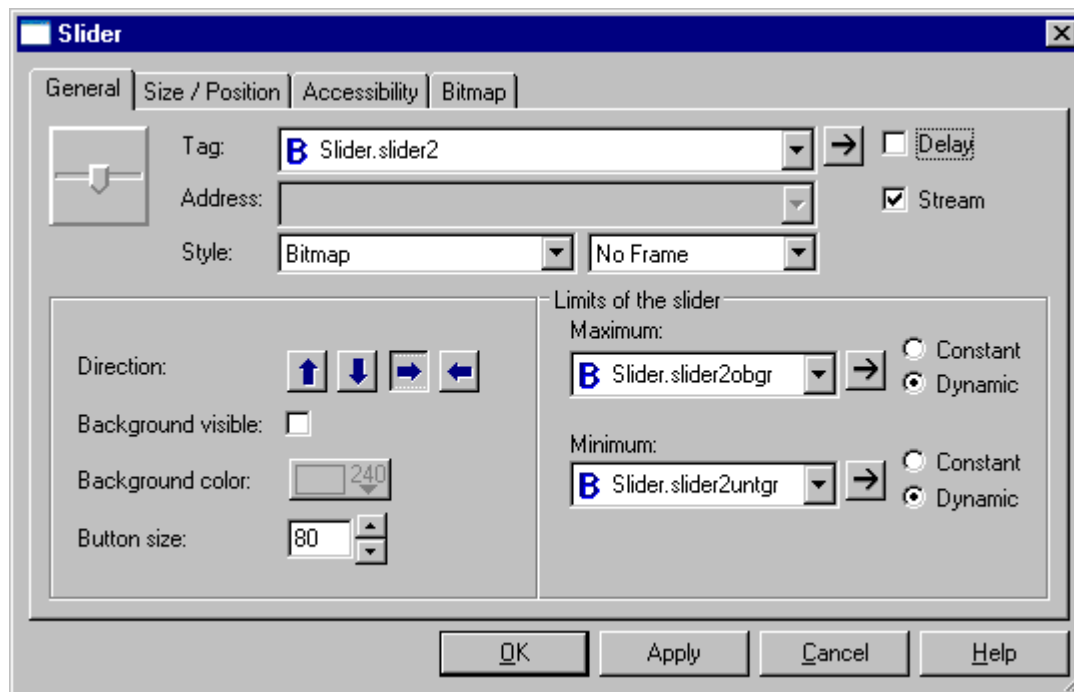 Slider
General Size / Position Accessibility Bitmap
Tag: B Slider.slider2 Delay
Address: Stream
Style: Bitmap No Frame
Limits of the slider
Maximum:
Direction: B Slider.slider2obgr Constant
Dynamic
Background visible:
Minimum:
Background color: 240 B Slider.slider2untgr Constant
Dynamic
Button size: 80
OK Apply Cancel Help